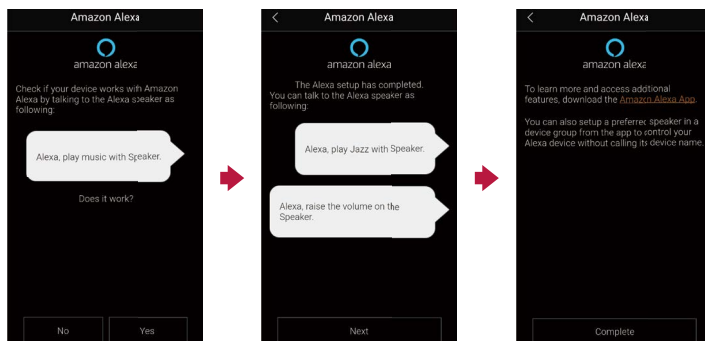 Amazon Alexa
amazon alexa
Check if your device works with Amazon
Alexa by talking to the Alexa speaker as
following:
Alexa, play music with Speaker.
Does it work?
No
Yes
Amazon Alexa
amazon alexa
The Alexa setup has completed.
You can talk to the Alexa speaker as
following:
Alexa, play Jazz with Speaker.
Alexa, raise the volume on the
Speaker.
Next
Amazon Alexa
amazon alexa
To learn more and access additional
features, download the Amazon Alexa App.
You can also setup a preferred speaker in a
device group from the app to control your
Alexa device without calling its device name.
Complete